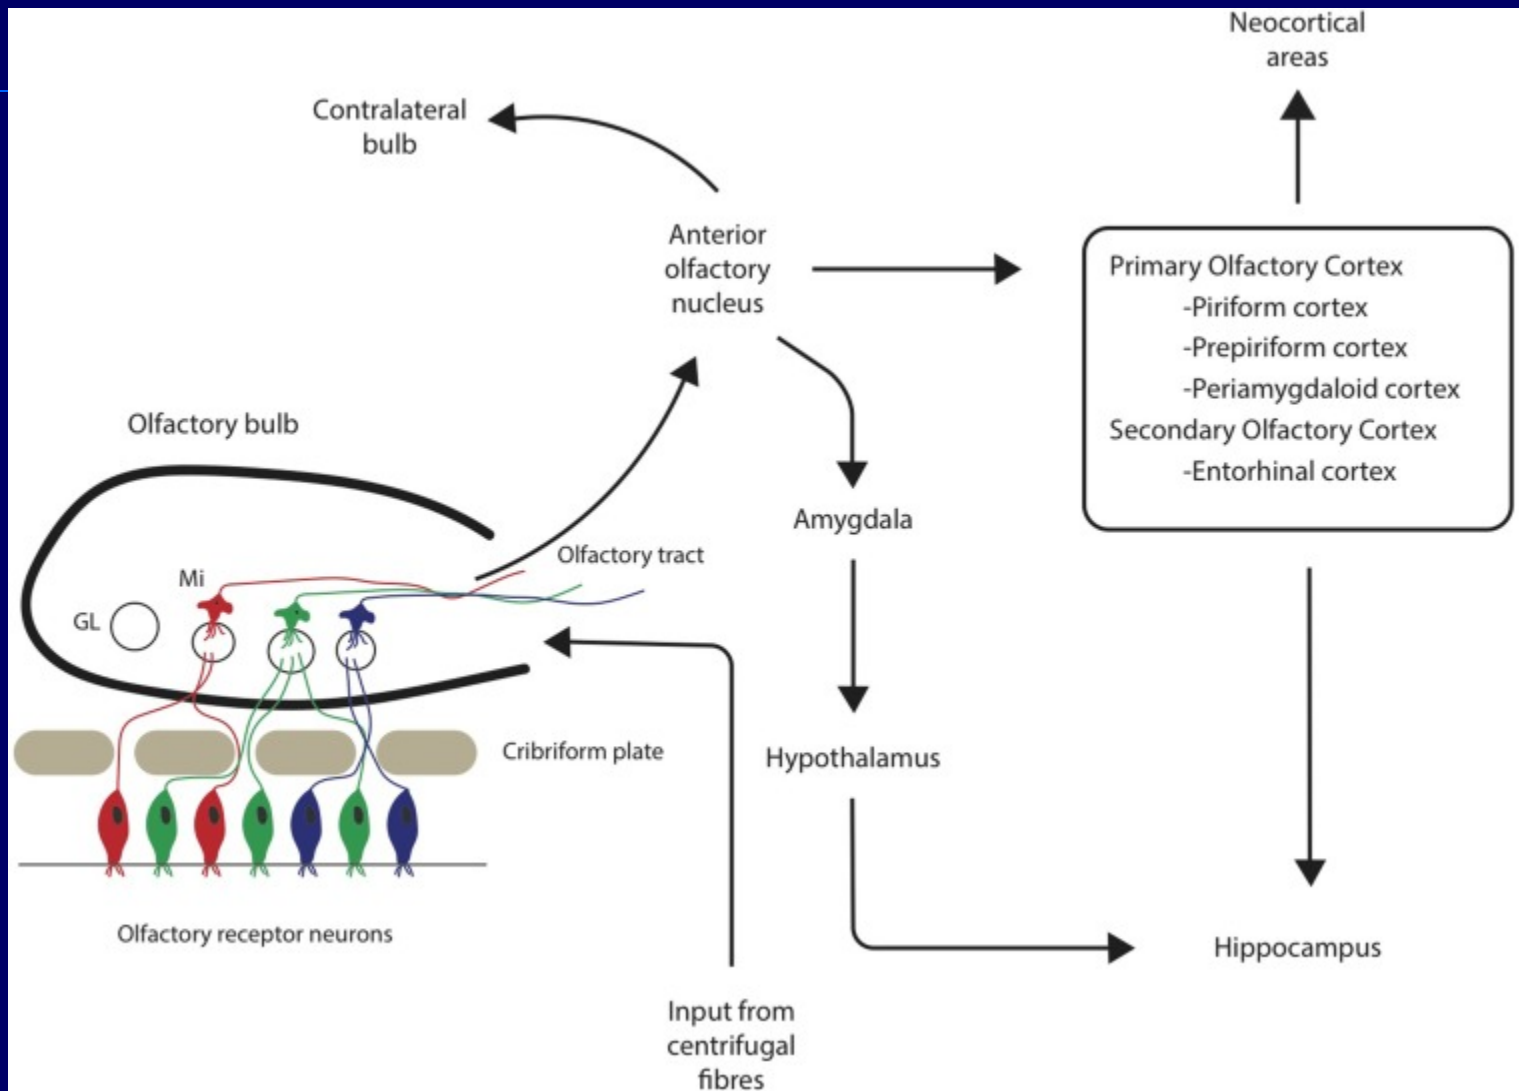 Neocortical
areas
Contralateral
bulb
Anterior
olfactory
nucleus
Primary Olfactory Cortex
-Piriform cortex
-Prepiriform cortex
-Periamygdaloid cortex
Secondary Olfactory Cortex
-Entorhinal cortex
Olfactory bulb
Amygdala
Olfactory tract
Mi
GL
Cribriform plate
Hypothalamus
Olfactory receptor neurons
Hippocampus
Input from
centrifugal
fibres